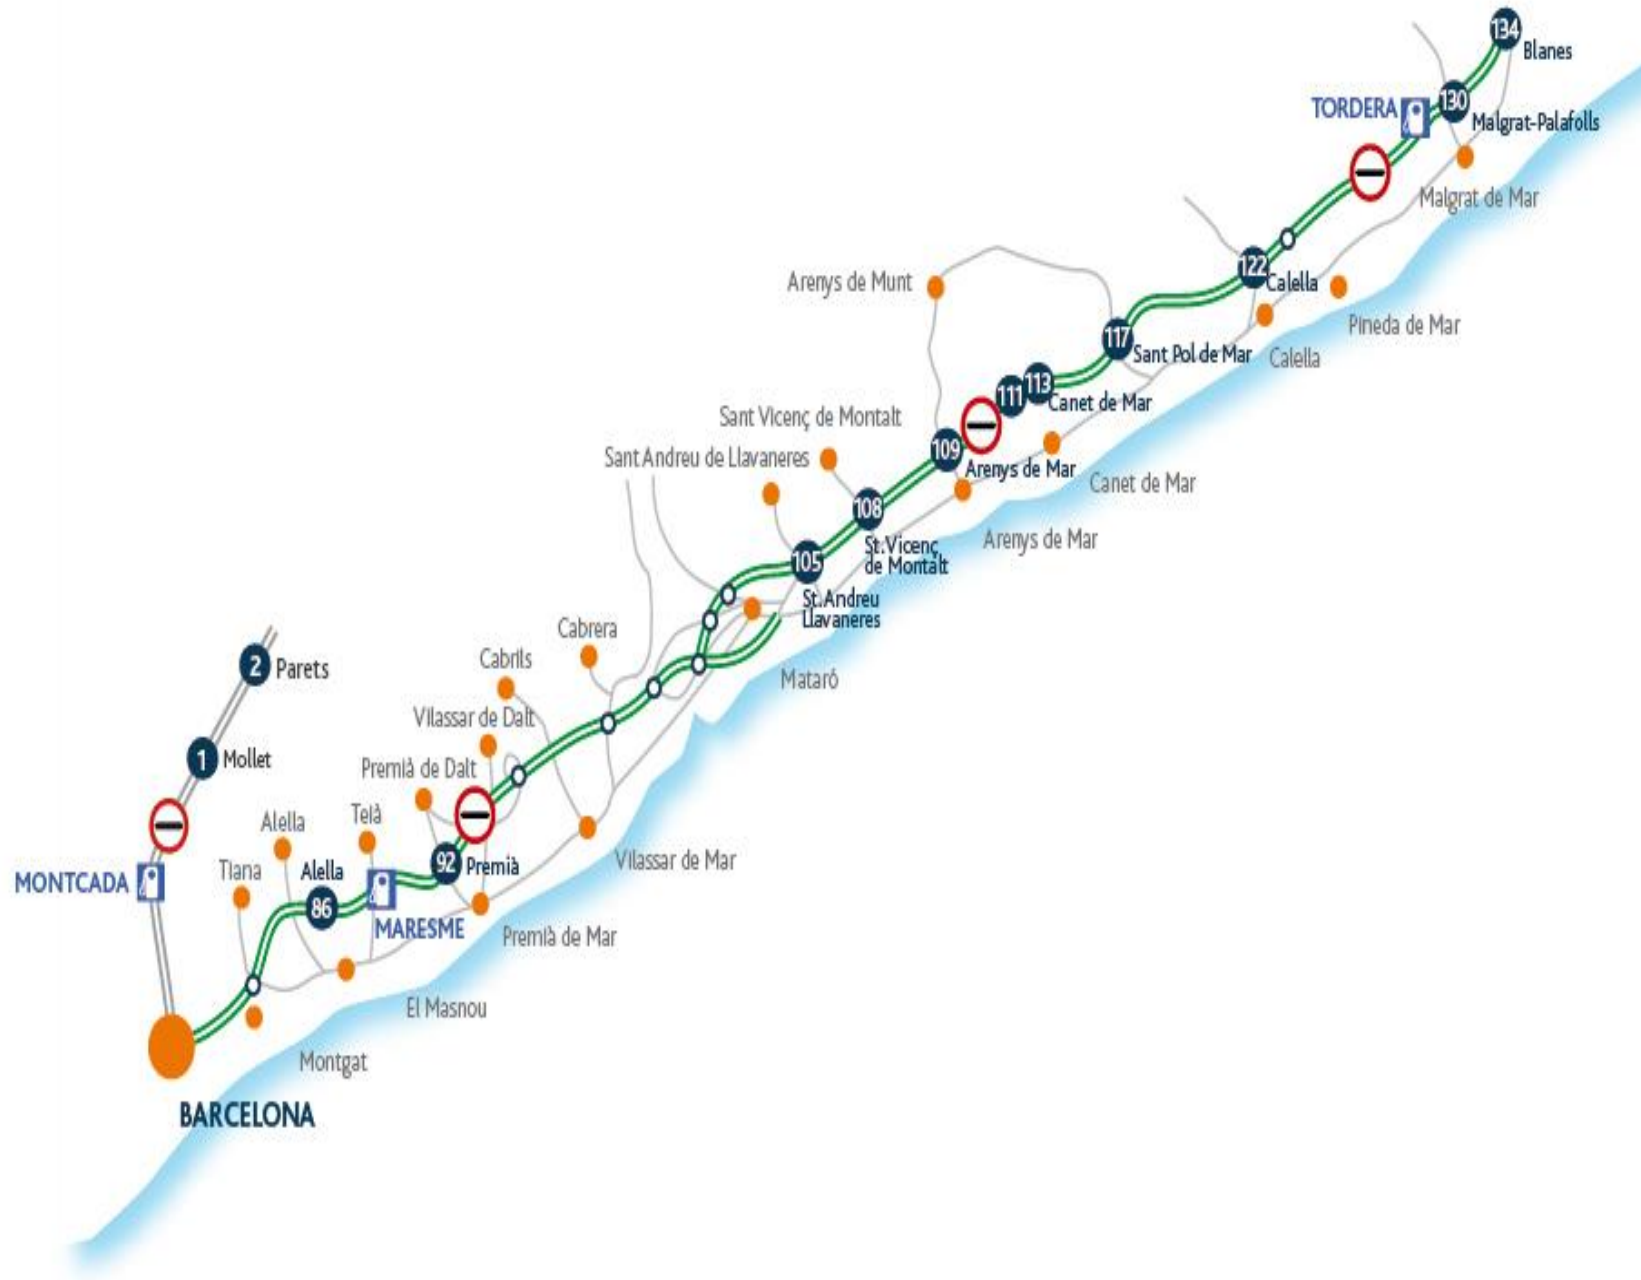 134
Blanes
TORDERA
130
Malgrat-Palafolls
Malgrat de Mar
122
Calella
Arenys de Munt
Pineda de Mar
117
Sant Pol de Mar
Calella
111
113
Canet de Mar
Sant Vicenç de Montalt
109
Arenys de Mar
Sant Andreu de Llavaneres
Canet de Mar
108
St.Vicenç
de Montalt
Arenys de Mar
105
St.Andreu
Llavaneres
Cabrera
Mataró
Cabrils
2
Parets
Vilassar de Dalt
1
Mollet
Premià de Dalt
Alella
Teià
Vilassar de Mar
92
Premià
MONTCADA
Tiana
Alella
86
MARESME
Premià de Mar
El Masnou
Montgat
BARCELONA